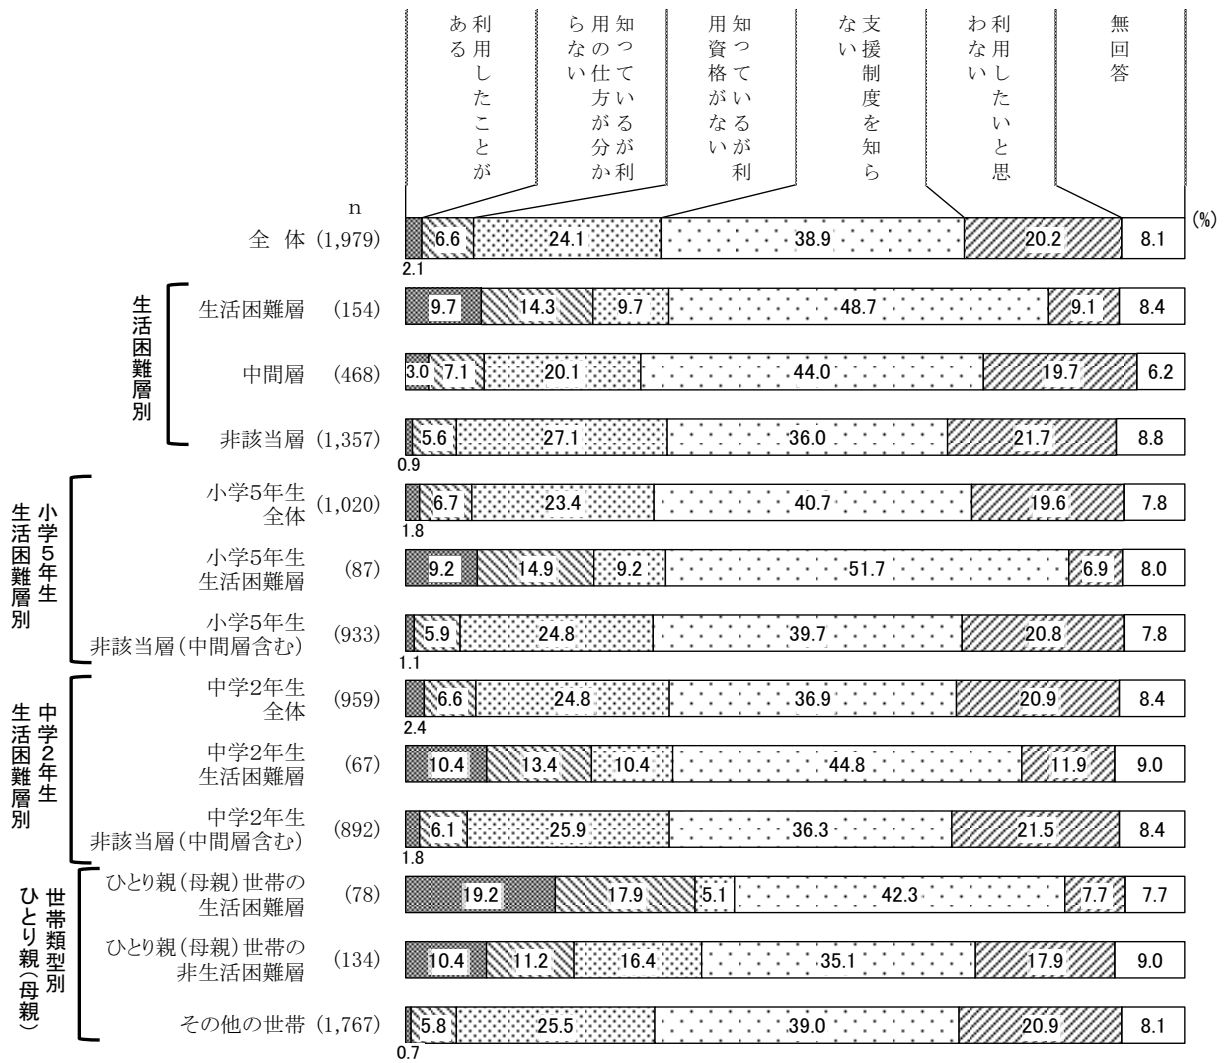 利用したことがある
知っているが利用の仕方が分からない
知っているが利用資格がない
支援制度を知らない
利用したいと思わない
無回答
(%)
n
全 体 (1,979) 2.1 6.6 24.1 38.9 20.2 8.1
生活困難層別
生活困難層 (154) 9.7 14.3 9.7 48.7 9.1 8.4
中間層 (468) 3.0 7.1 20.1 44.0 19.7 6.2
非該当層 (1,357) 0.9 5.6 27.1 36.0 21.7 8.8
小学5年生
生活困難層別
小学5年生
全体 (1,020) 1.8 6.7 23.4 40.7 19.6 7.8
小学5年生
生活困難層 (87) 9.2 14.9 9.2 51.7 6.9 8.0
小学5年生
非該当層(中間層含む) (933) 1.1 5.9 24.8 39.7 20.8 7.8
中学2年生
生活困難層別
中学2年生
全体 (959) 2.4 6.6 24.8 36.9 20.9 8.4
中学2年生
生活困難層 (67) 10.4 13.4 10.4 44.8 11.9 9.0
中学2年生
非該当層(中間層含む) (892) 1.8 6.1 25.9 36.3 21.5 8.4
世帯類型別
ひとり親(母親)
ひとり親(母親)世帯の
生活困難層 (78) 19.2 17.9 5.1 42.3 7.7 7.7
ひとり親(母親)世帯の
非生活困難層 (134) 10.4 11.2 16.4 35.1 17.9 9.0
その他の世帯 (1,767) 0.7 5.8 25.5 39.0 20.9 8.1